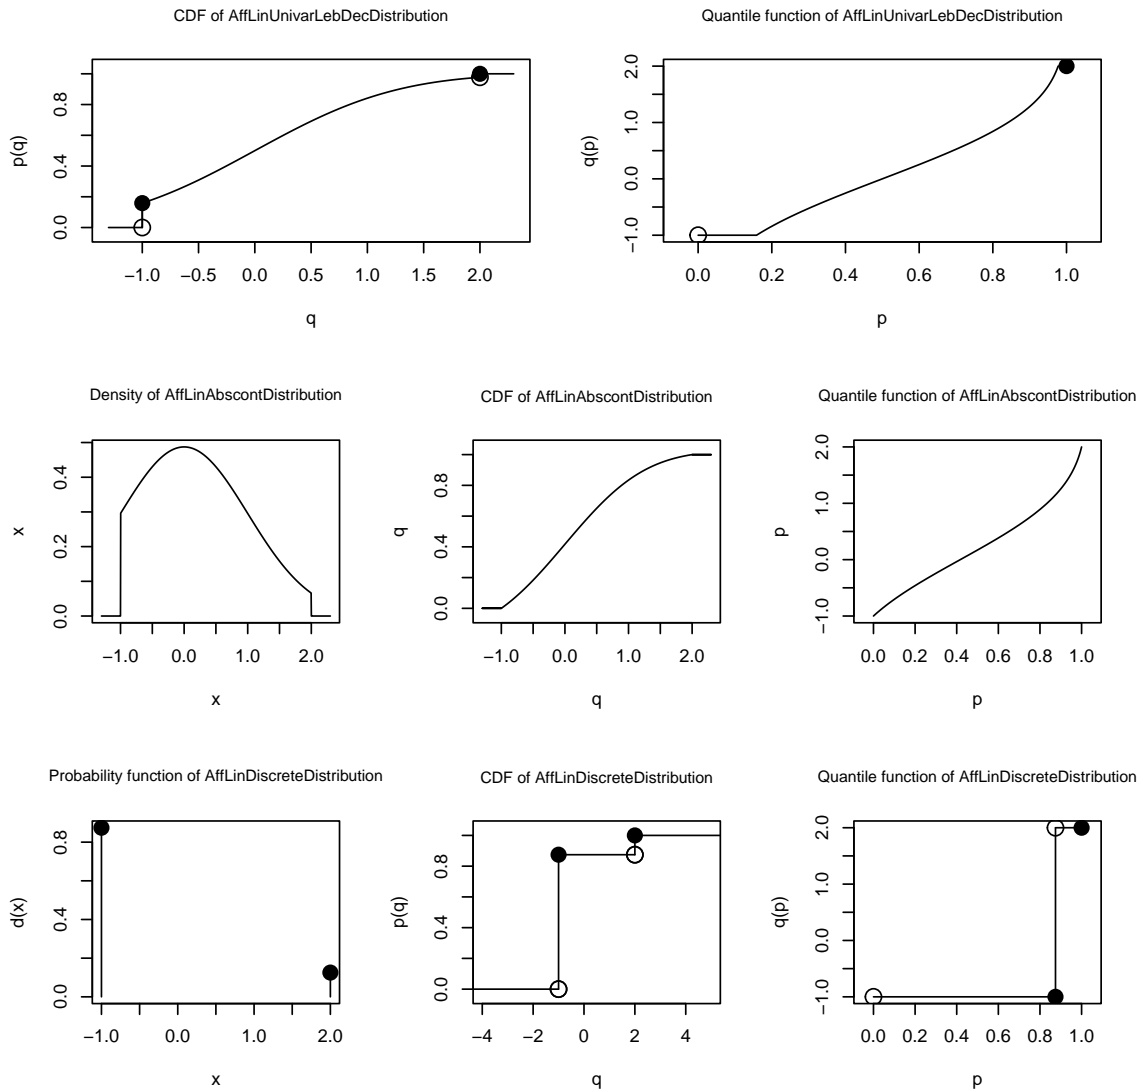 CDF of AffLinUnivarLebDecDistribution
p(q)
0.0 0.4 0.8
−1.0 −0.5 0.0 0.5 1.0 1.5 2.0
q
Quantile function of AffLinUnivarLebDecDistribution
q(p)
−1.0 0.0 1.0 2.0
0.0 0.2 0.4 0.6 0.8 1.0
p
Density of AffLinAbscontDistribution
x
0.0 0.2 0.4
−1.0 0.0 1.0 2.0
x
CDF of AffLinAbscontDistribution
q
0.0 0.4 0.8
−1.0 0.0 1.0 2.0
q
Quantile function of AffLinAbscontDistribution
p
−1.0 0.0 1.0 2.0
0.0 0.2 0.4 0.6 0.8 1.0
p
Probability function of AffLinDiscreteDistribution
d(x)
0.0 0.4 0.8
−1.0 0.0 1.0 2.0
x
CDF of AffLinDiscreteDistribution
p(q)
0.0 0.4 0.8
−4 −2 0 2 4
q
Quantile function of AffLinDiscreteDistribution
q(p)
−1.0 0.0 1.0 2.0
0.0 0.2 0.4 0.6 0.8 1.0
p